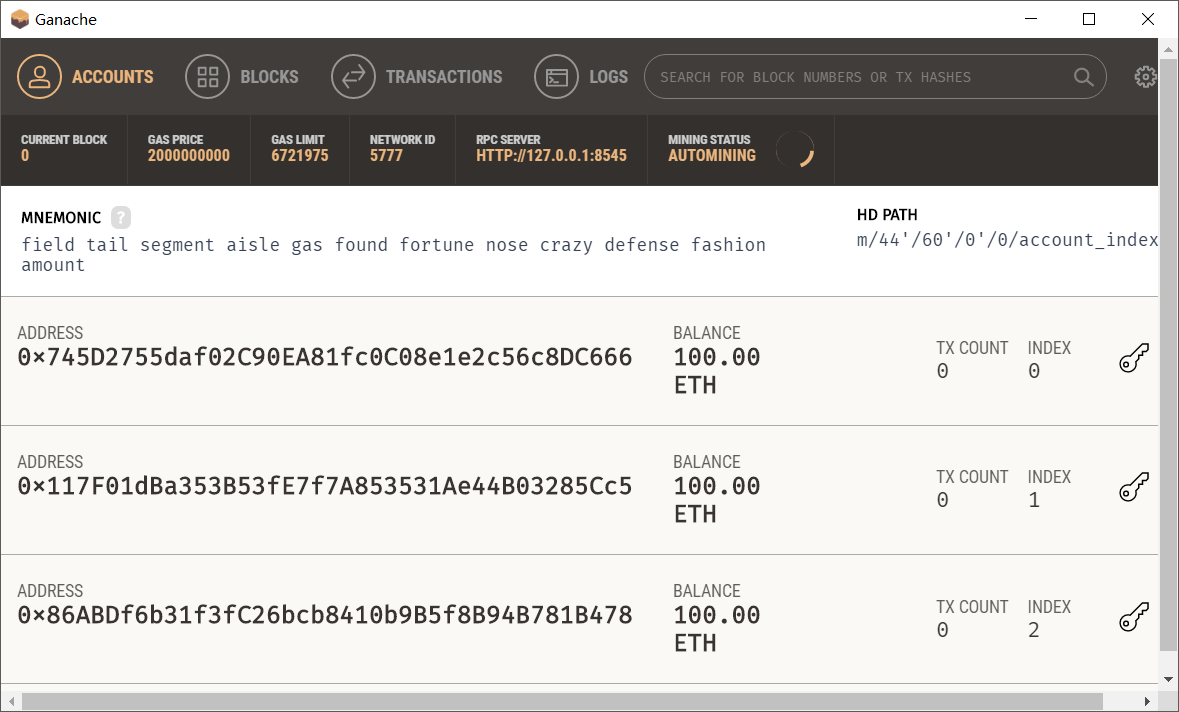 Ganache
ACCOUNTS BLOCKS TRANSACTIONS LOGS SEARCH FOR BLOCK NUMBERS OR TX HASHES
CURRENT BLOCK GAS PRICE GAS LIMIT NETWORK ID RPC SERVER MINING STATUS
0 2000000000 6721975 5777 HTTP://127.0.0.1:8545 AUTOMINING
MNEMONIC ? HD PATH
field tail segment aisle gas found fortune nose crazy defense fashion m/44'/60'/0'/0/account_index
amount
ADDRESS BALANCE TX COUNT INDEX
0×745D2755daf02C90EA81fc0C08e1e2c56c8DC666 100.00 ETH 0 0
ADDRESS BALANCE TX COUNT INDEX
0×117F01dBa353B53fE7f7A853531Ae44B03285Cc5 100.00 ETH 0 1
ADDRESS BALANCE TX COUNT INDEX
0×86ABDf6b31f3fC26bcb8410b9B5f8B94B781B478 100.00 ETH 0 2